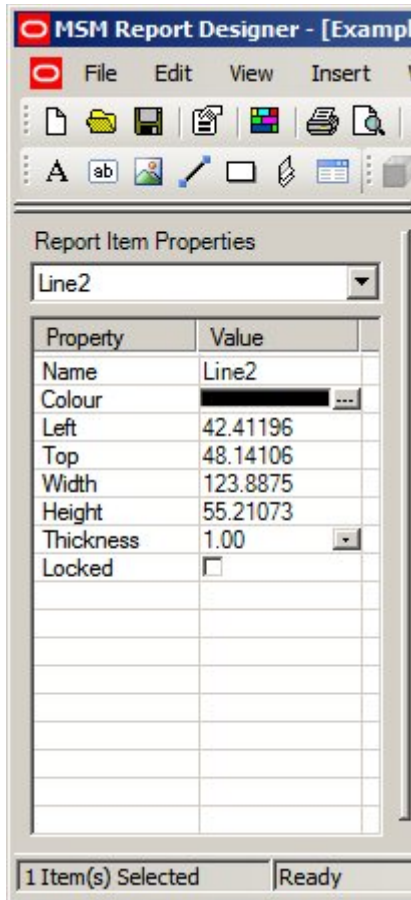 MSM Report Designer - [Exampl
File Edit View Insert
A ab
Report Item Properties
Line2
Property Value
Name Line2
Colour ...
Left 42.41196
Top 48.14106
Width 123.8875
Height 55.21073
Thickness 1.00
Locked
1 Item(s) Selected Ready